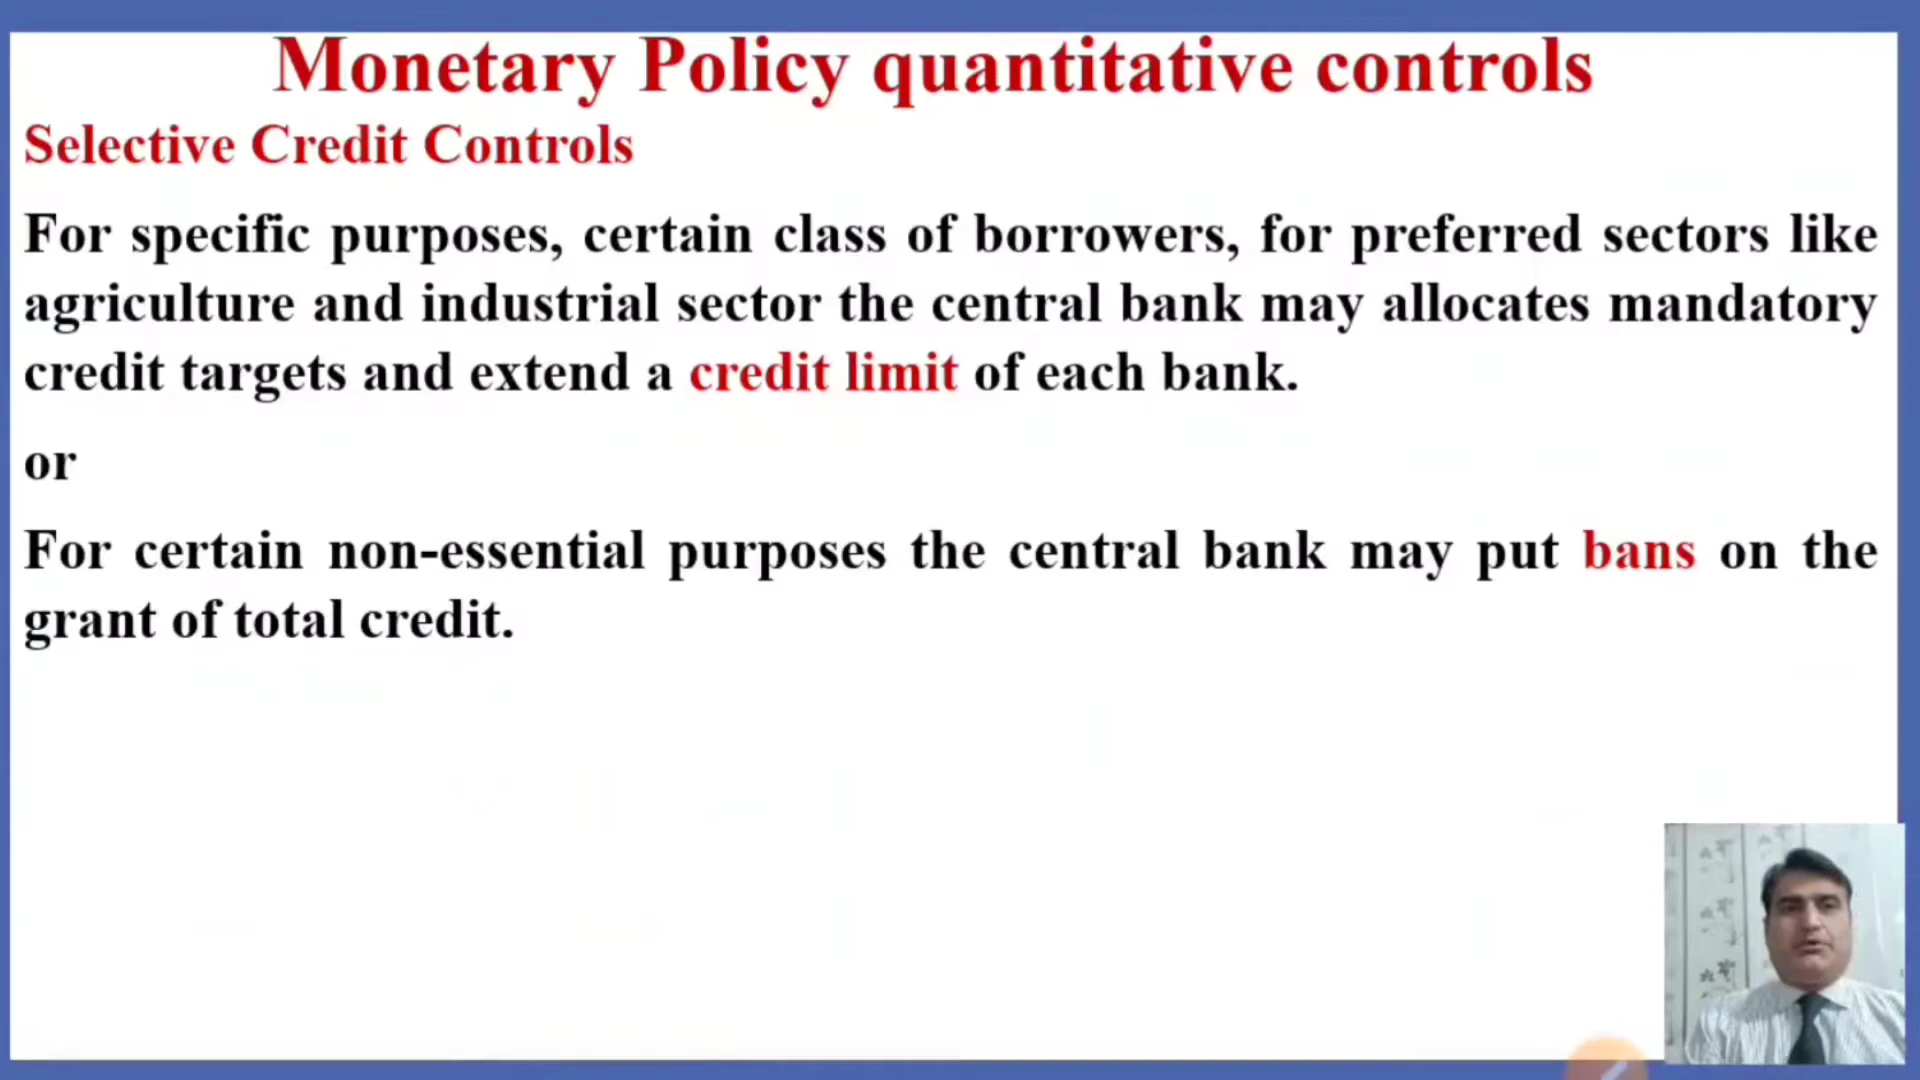 Monetary Policy quantitative controls
Selective Credit Controls
For specific purposes, certain class of borrowers, for preferred sectors like
agriculture and industrial sector the central bank may allocates mandatory
credit targets and extend a credit limit of each bank.
or
For certain non-essential purposes the central bank may put bans on the
grant of total credit.